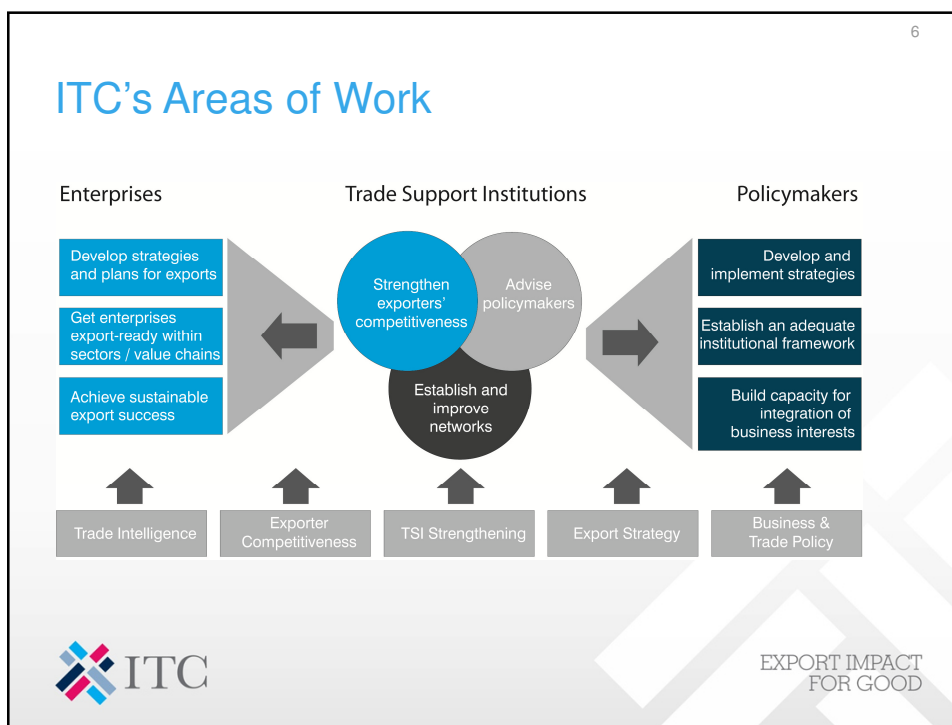 6
ITC's Areas of Work
Enterprises
Trade Support Institutions
Policymakers
Develop strategies
and plans for exports
Get enterprises
export-ready within
sectors / value chains
Achieve sustainable
export success
Strengthen
exporters'
competitiveness
Advise
policymakers
Establish and
improve
networks
Develop and
implement strategies
Establish an adequate
institutional framework
Build capacity for
integration of
business interests
Trade Intelligence
Exporter
Competitiveness
TSI Strengthening
Export Strategy
Business &
Trade Policy
ITC
EXPORT IMPACT
FOR GOOD